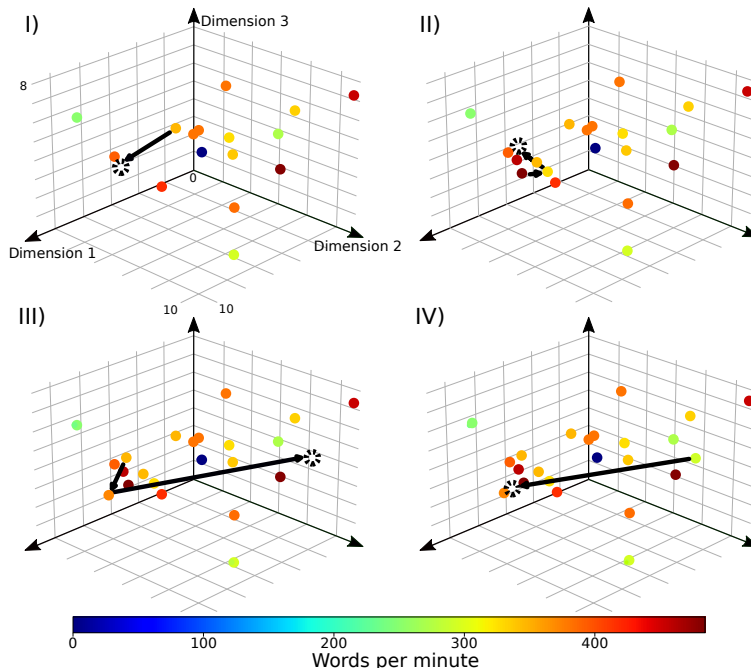 I)
Dimension 3
8
0
Dimension 1
Dimension 2
10
10
II)
III)
IV)
0
100
200
300
400
Words per minute